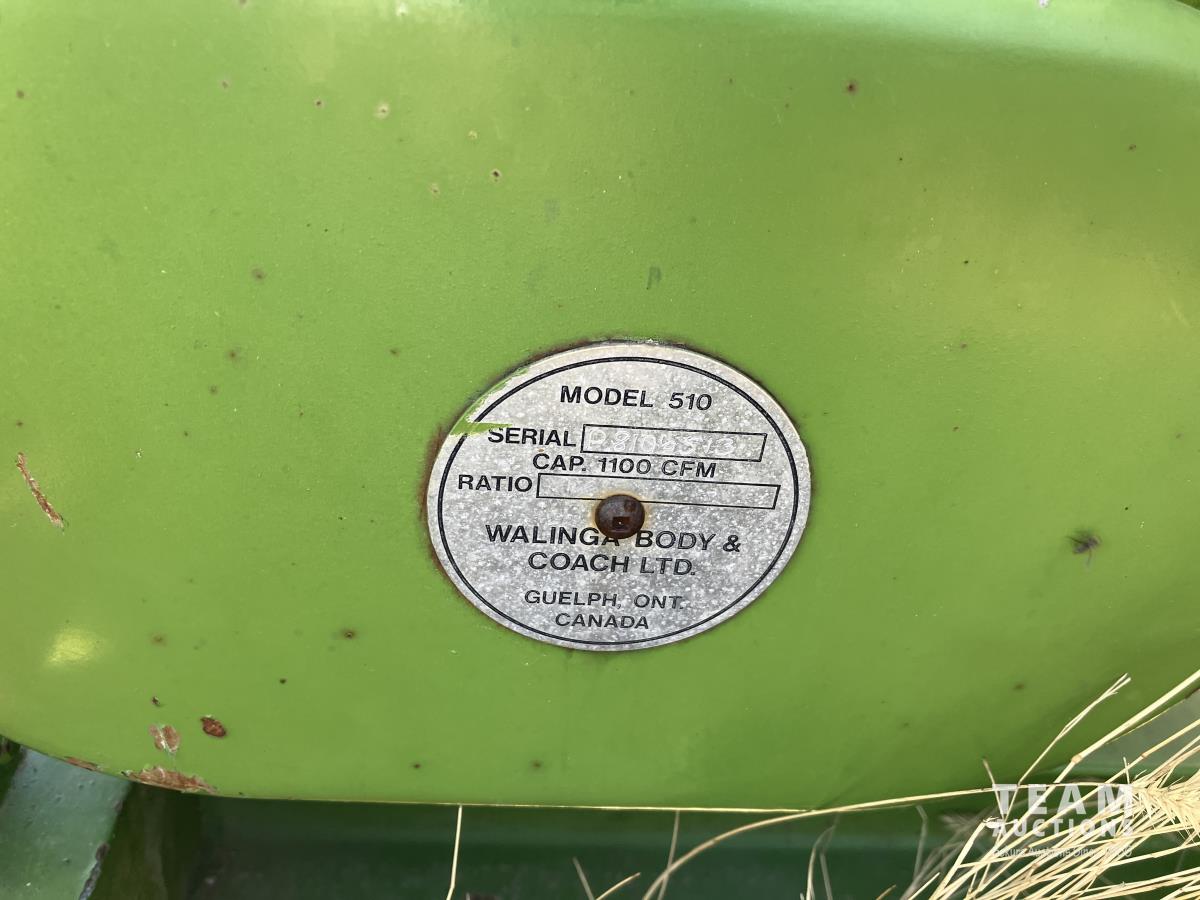 MODEL 510
SERIAL
CAP. 1100 CFM
RATIO
WALINGA BODY &
COACH LTD.
GUELPH, ONT.
CANADA
TEAM
AUCTIONS